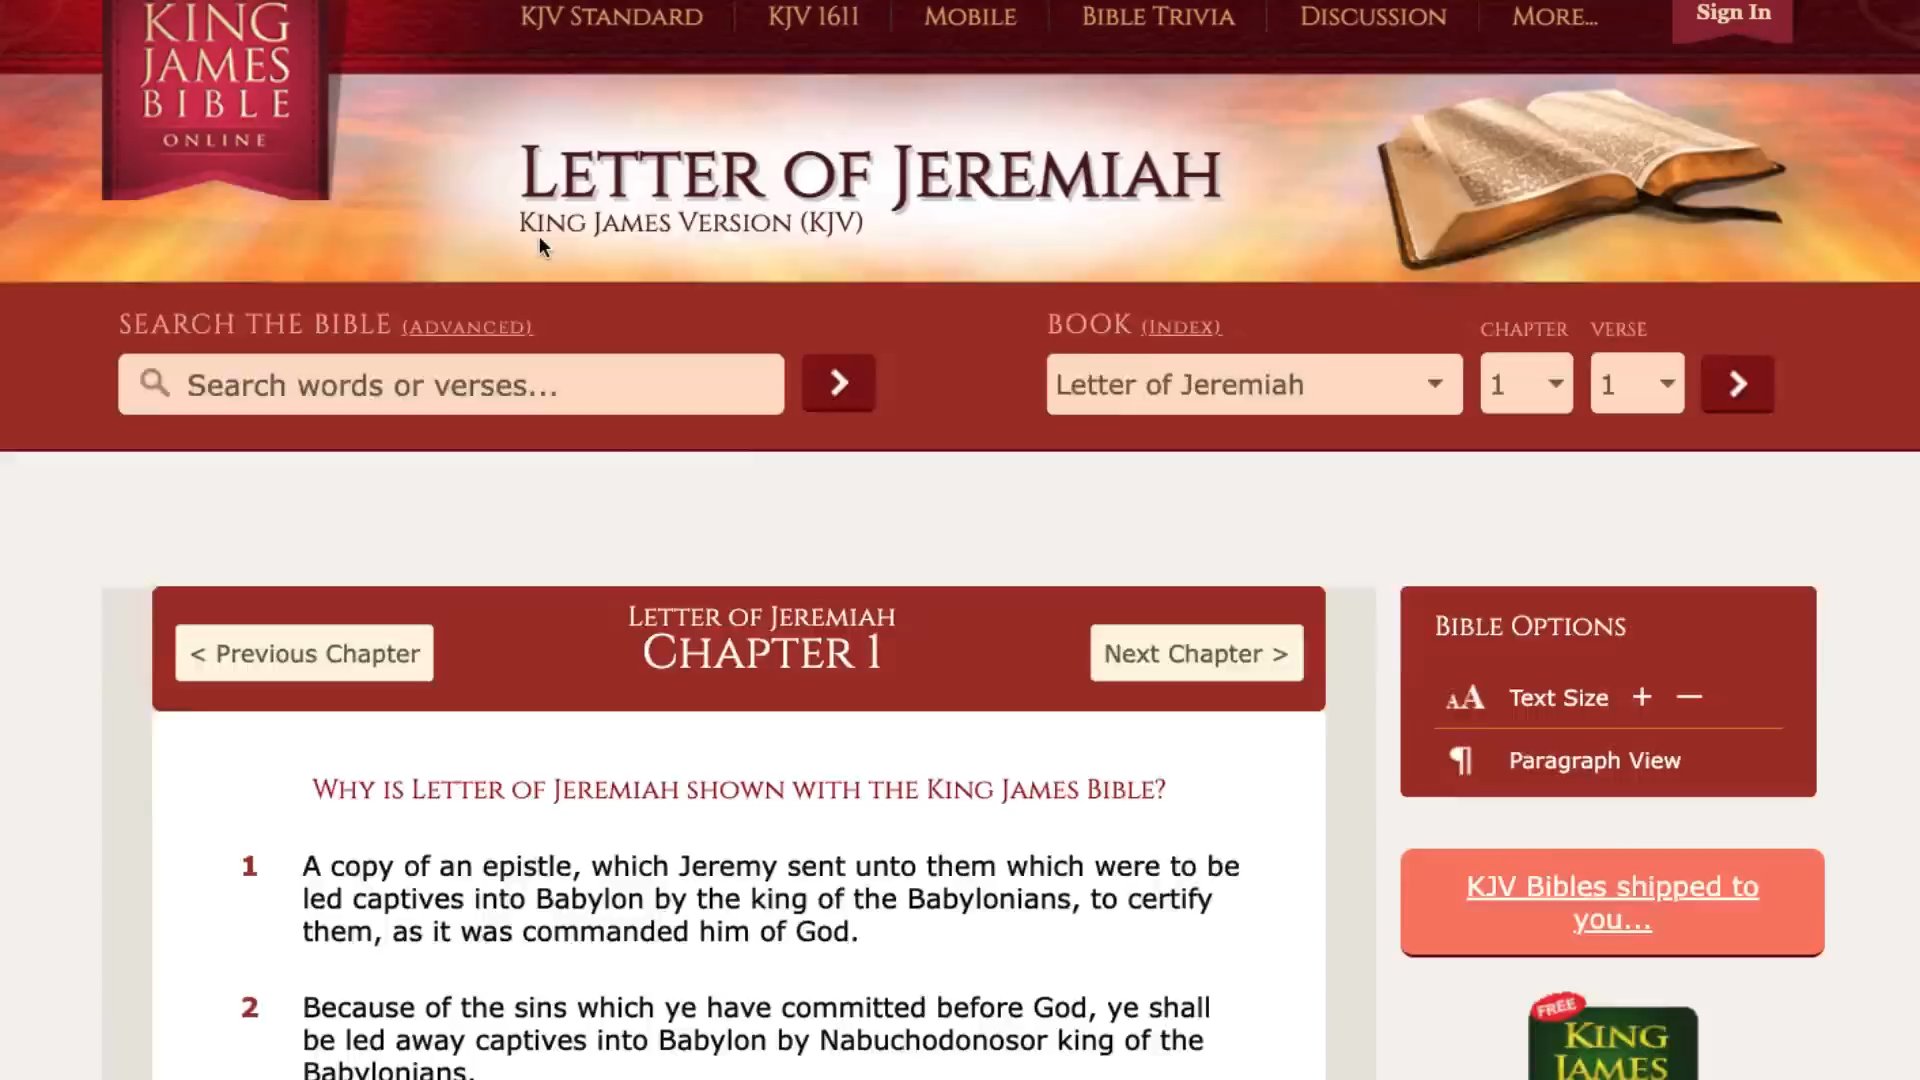 KING
JAMES
BIBLE
ONLINE
KJV STANDARD
KJV 1611
MOBILE
BIBLE TRIVIA
DISCUSSION
MORE...
Sign In
LETTER OF JEREMIAH
KING JAMES VERSION (KJV)
SEARCH THE BIBLE (ADVANCED)
Search words or verses...
BOOK (INDEX)
CHAPTER
VERSE
Letter of Jeremiah
1
1
< Previous Chapter
LETTER OF JEREMIAH
CHAPTER 1
Next Chapter >
WHY IS LETTER OF JEREMIAH SHOWN WITH THE KING JAMES BIBLE?
1 A copy of an epistle, which Jeremy sent unto them which were to be
led captives into Babylon by the king of the Babylonians, to certify
them, as it was commanded him of God.
2 Because of the sins which ye have committed before God, ye shall
be led away captives into Babylon by Nabuchodonosor king of the
Babylonians.
BIBLE OPTIONS
AA Text Size + —
¶ Paragraph View
KJV Bibles shipped to
you...
FREE
KING
JAMES